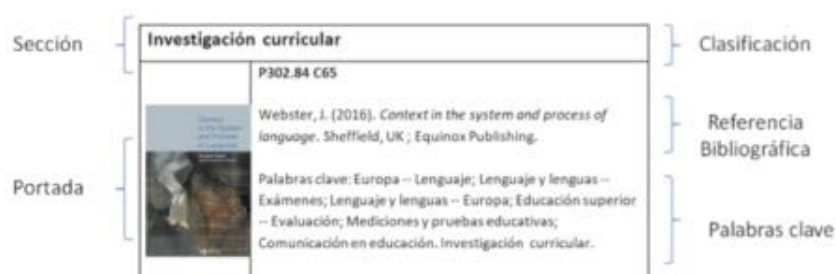 Sección
Investigación curricular
Clasificación
P302.84 C65
Webster, J. (2016). Context in the system and process of
language. Sheffield, UK ; Equinox Publishing.
Referencia
Bibliográfica
Portada
Palabras clave: Europa -- Lenguaje; Lenguaje y lenguas --
Exámenes; Lenguaje y lenguas -- Europa; Educación superior
-- Evaluación; Mediciones y pruebas educativas;
Comunicación en educación. Investigación curricular.
Palabras clave